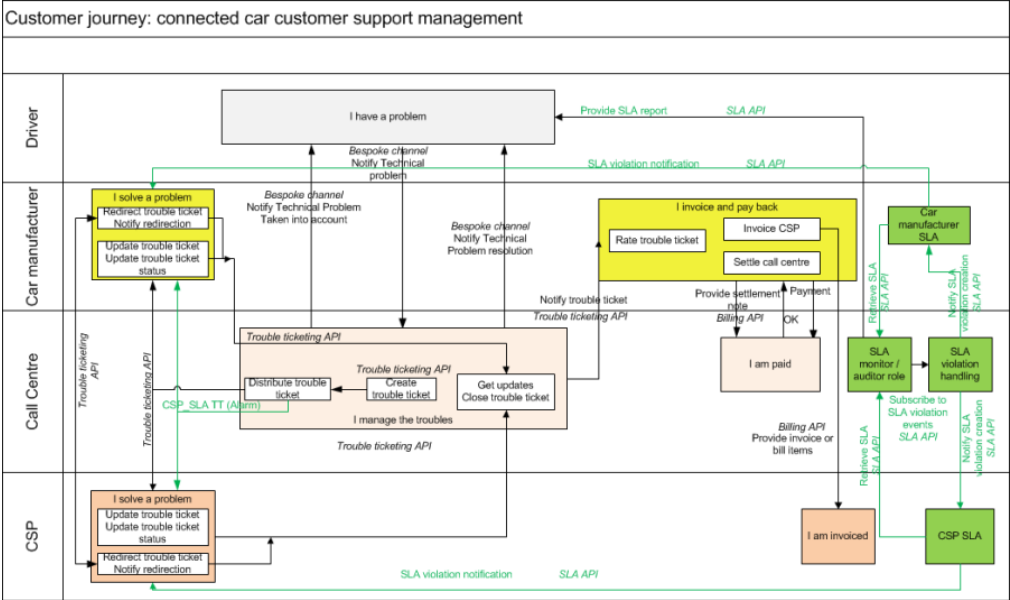 Customer journey: connected car customer support management
Driver
I have a problem
Provide SLA report
SLA API
Bespoke channel
Notify Technical
problem
SLA violation notification
SLA API
Car manufacturer
I solve a problem
Redirect trouble ticket
Notify redirection
Update trouble ticket
Update trouble ticket
status
Bespoke channel
Notify Technical Problem
Taken into account
Bespoke channel
Notify Technical
Problem resolution
I invoice and pay back
Rate trouble ticket
Invoice CSP
Settle call centre
Car
manufacturer
SLA
Retrieve SLA
SLA API
Notify SLA
violation creation
SLA API
Notify trouble ticket
Trouble ticketing API
Provide settlement
note
Billing API
Payment
OK
Call Centre
Trouble ticketing
API
Trouble ticketing API
Trouble ticketing API
Trouble ticketing API
Distribute trouble
ticket
Create
trouble ticket
Get updates
Close trouble ticket
CSP_SLA TT (Alarm)
I manage the troubles
Trouble ticketing API
I am paid
SLA
monitor /
auditor role
SLA
violation
handling
Subscribe to
SLA violation
events
SLA API
Billing API
Provide invoice or
bill items
Retrieve SLA
SLA API
Notify SLA
violation creation
SLA API
CSP
I solve a problem
Update trouble ticket
Update trouble ticket
status
Redirect trouble ticket
Notify redirection
I am invoiced
CSP SLA
SLA violation notification
SLA API